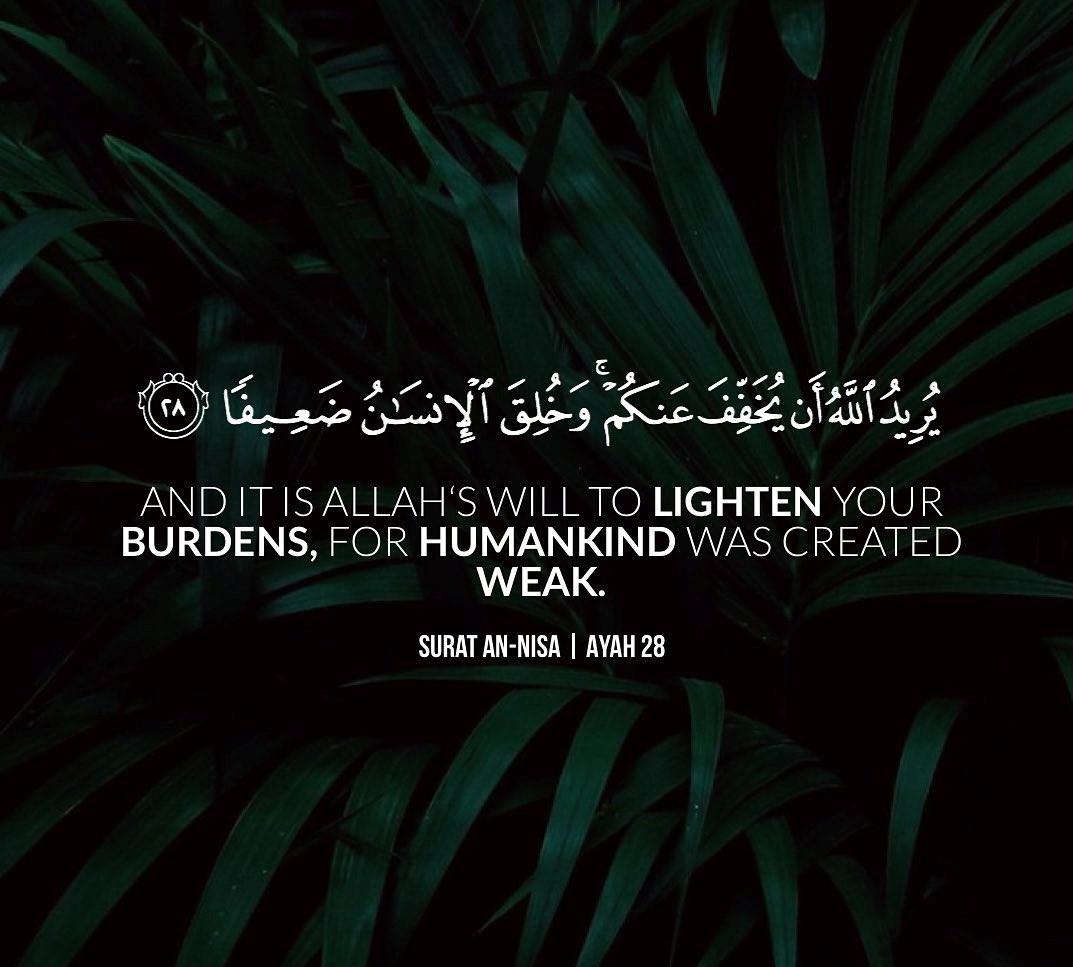 يُرِيدُ ٱللَّهُ أَن يُخَفِّفَ عَنكُمۡۚ وَخُلِقَ ٱلۡإِنسَـٰنُ ضَعِـيفًا ٢٨
AND IT IS ALLAH‘S WILL TO LIGHTEN YOUR
BURDENS, FOR HUMANKIND WAS CREATED
WEAK.
SURAT AN-NISA | AYAH 28